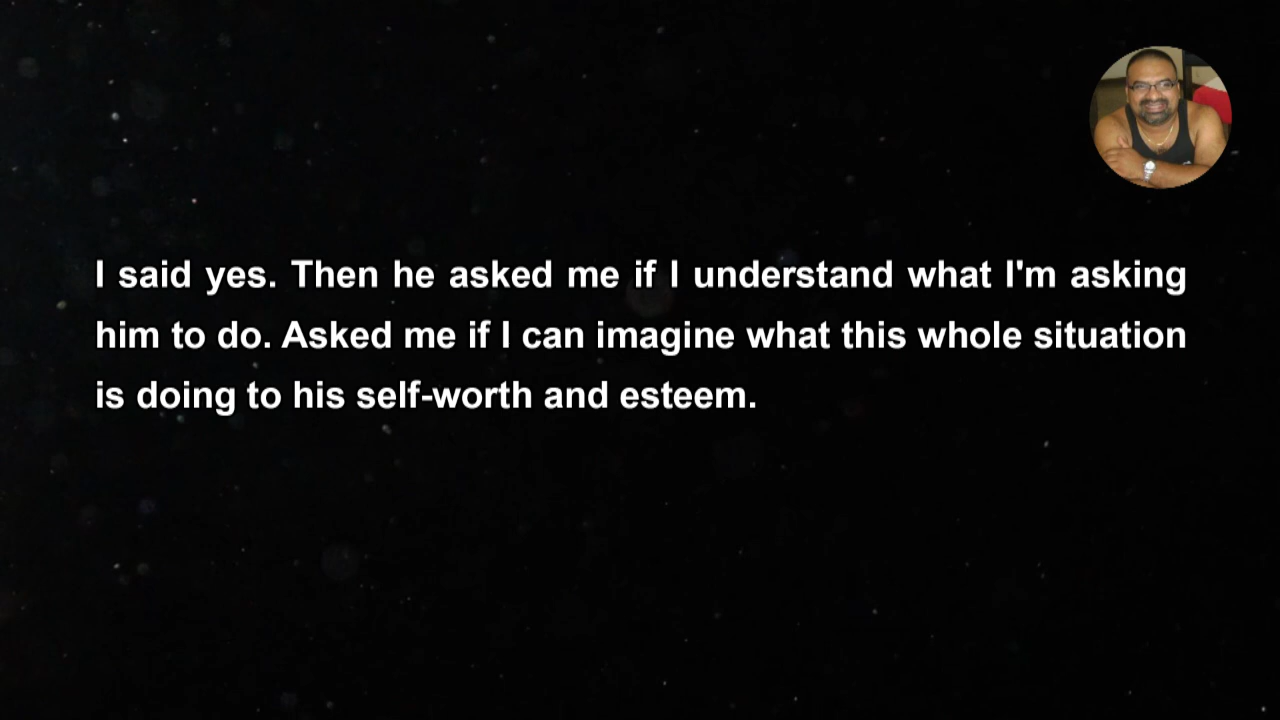 I said yes. Then he asked me if I understand what I'm asking
him to do. Asked me if I can imagine what this whole situation
is doing to his self-worth and esteem.